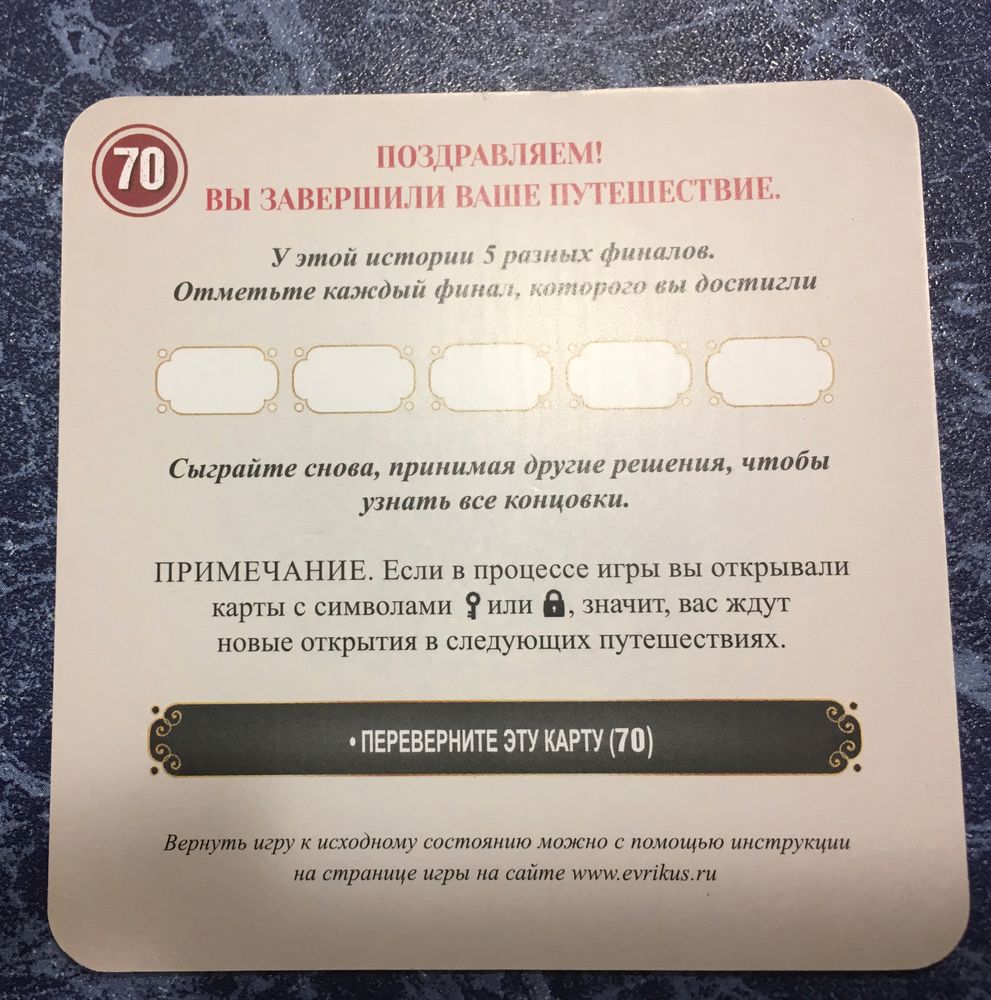 70
ПОЗДРАВЛЯЕМ!
ВЫ ЗАВЕРШИЛИ ВАШЕ ПУТЕШЕСТВИЕ.
У этой истории 5 разных финалов.
Отметьте каждый финал, которого вы достигли
Сыграйте снова, принимая другие решения, чтобы
узнать все концовки.
ПРИМЕЧАНИЕ. Если в процессе игры вы открывали
карты с символами или , значит, вас ждут
новые открытия в следующих путешествиях.
• ПЕРЕВЕРНИТЕ ЭТУ КАРТУ (70)
Вернуть игру к исходному состоянию можно с помощью инструкции
на странице игры на сайте www.evrikus.ru